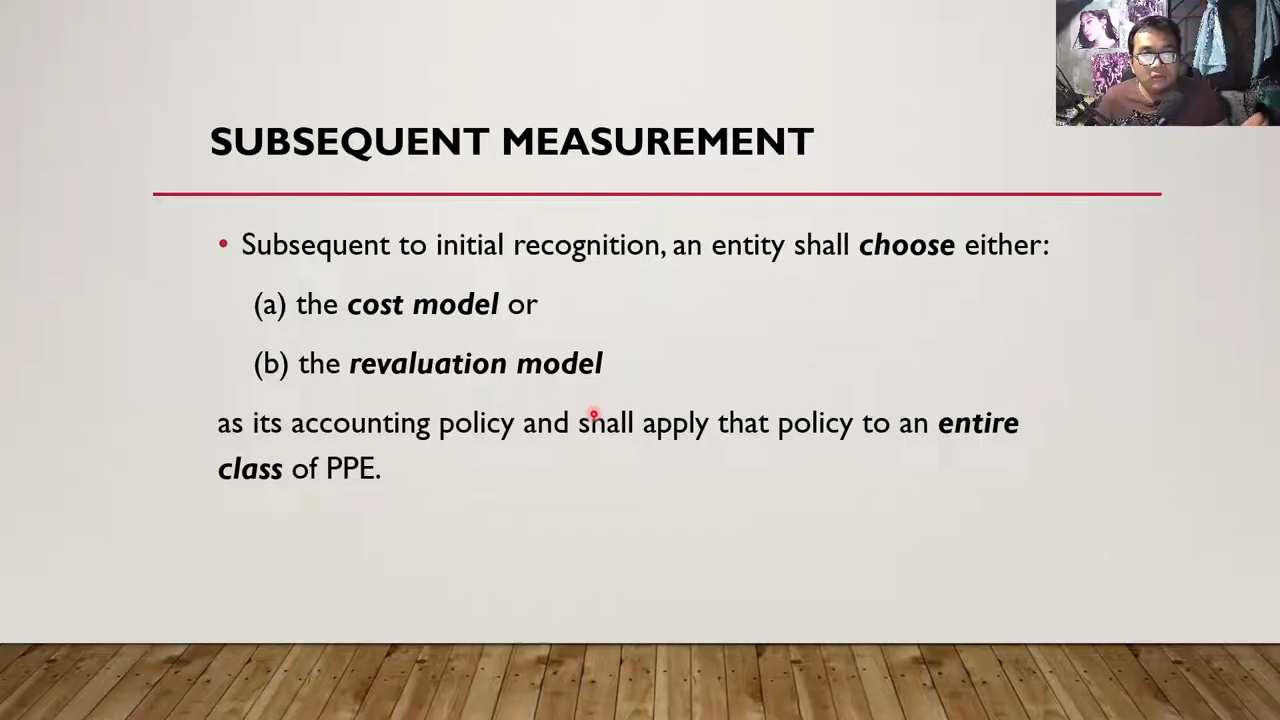 SUBSEQUENT MEASUREMENT
• Subsequent to initial recognition, an entity shall choose either:
(a) the cost model or
(b) the revaluation model
as its accounting policy and shall apply that policy to an entire
class of PPE.